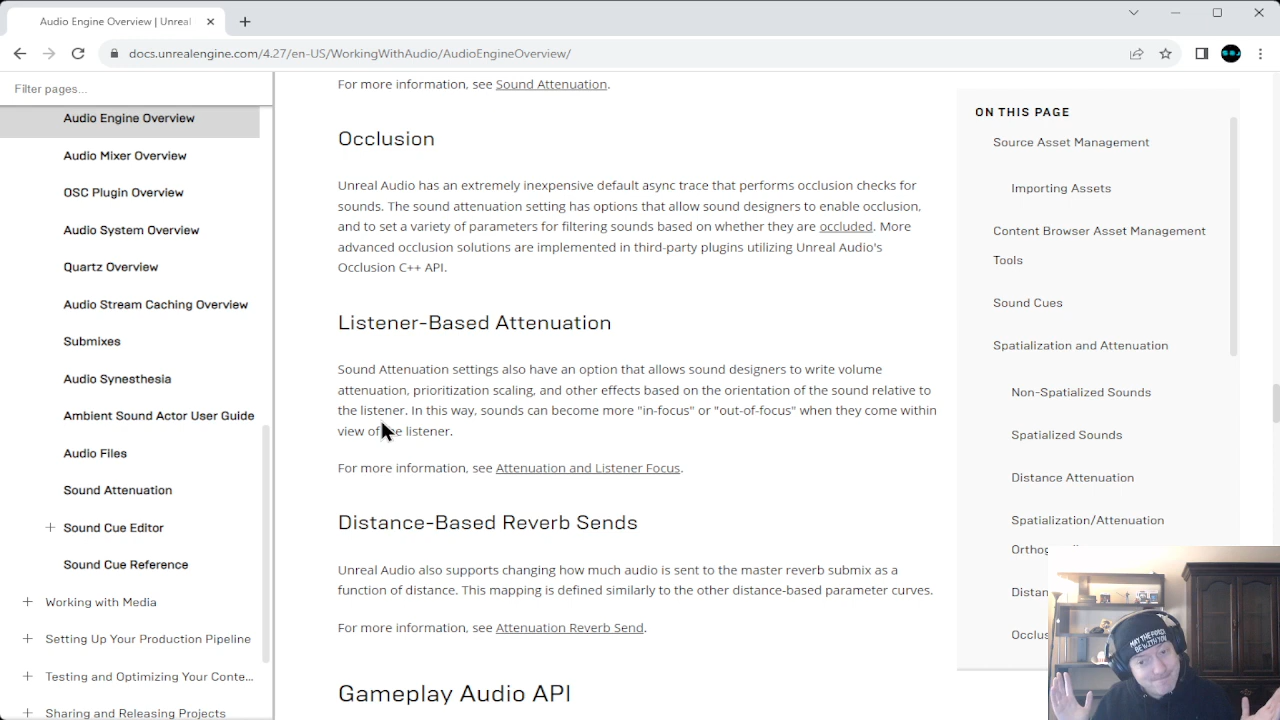 Audio Engine Overview | Unreal
docs.unrealengine.com/4.27/en-US/WorkingWithAudio/AudioEngineOverview/
Filter pages...
Audio Engine Overview
Audio Mixer Overview
OSC Plugin Overview
Audio System Overview
Quartz Overview
Audio Stream Caching Overview
Submixes
Audio Synesthesia
Ambient Sound Actor User Guide
Audio Files
Sound Attenuation
Sound Cue Editor
Sound Cue Reference
Working with Media
Setting Up Your Production Pipeline
Testing and Optimizing Your Conte...
Sharing and Releasing Projects
For more information, see Sound Attenuation.
Occlusion
Unreal Audio has an extremely inexpensive default async trace that performs occlusion checks for
sounds. The sound attenuation setting has options that allow sound designers to enable occlusion,
and to set a variety of parameters for filtering sounds based on whether they are occluded. More
advanced occlusion solutions are implemented in third-party plugins utilizing Unreal Audio's
Occlusion C++ API.
Listener-Based Attenuation
Sound Attenuation settings also have an option that allows sound designers to write volume
attenuation, prioritization scaling, and other effects based on the orientation of the sound relative to
the listener. In this way, sounds can become more "in-focus" or "out-of-focus" when they come within
view of the listener.
For more information, see Attenuation and Listener Focus.
Distance-Based Reverb Sends
Unreal Audio also supports changing how much audio is sent to the master reverb submix as a
function of distance. This mapping is defined similarly to the other distance-based parameter curves.
For more information, see Attenuation Reverb Send.
Gameplay Audio API
ON THIS PAGE
Source Asset Management
Importing Assets
Content Browser Asset Management
Tools
Sound Cues
Spatialization and Attenuation
Non-Spatialized Sounds
Spatialized Sounds
Distance Attenuation
Spatialization/Attenuation
Orthog
Distan
Occlus
MAY THE FORCE
BE WITH YOU